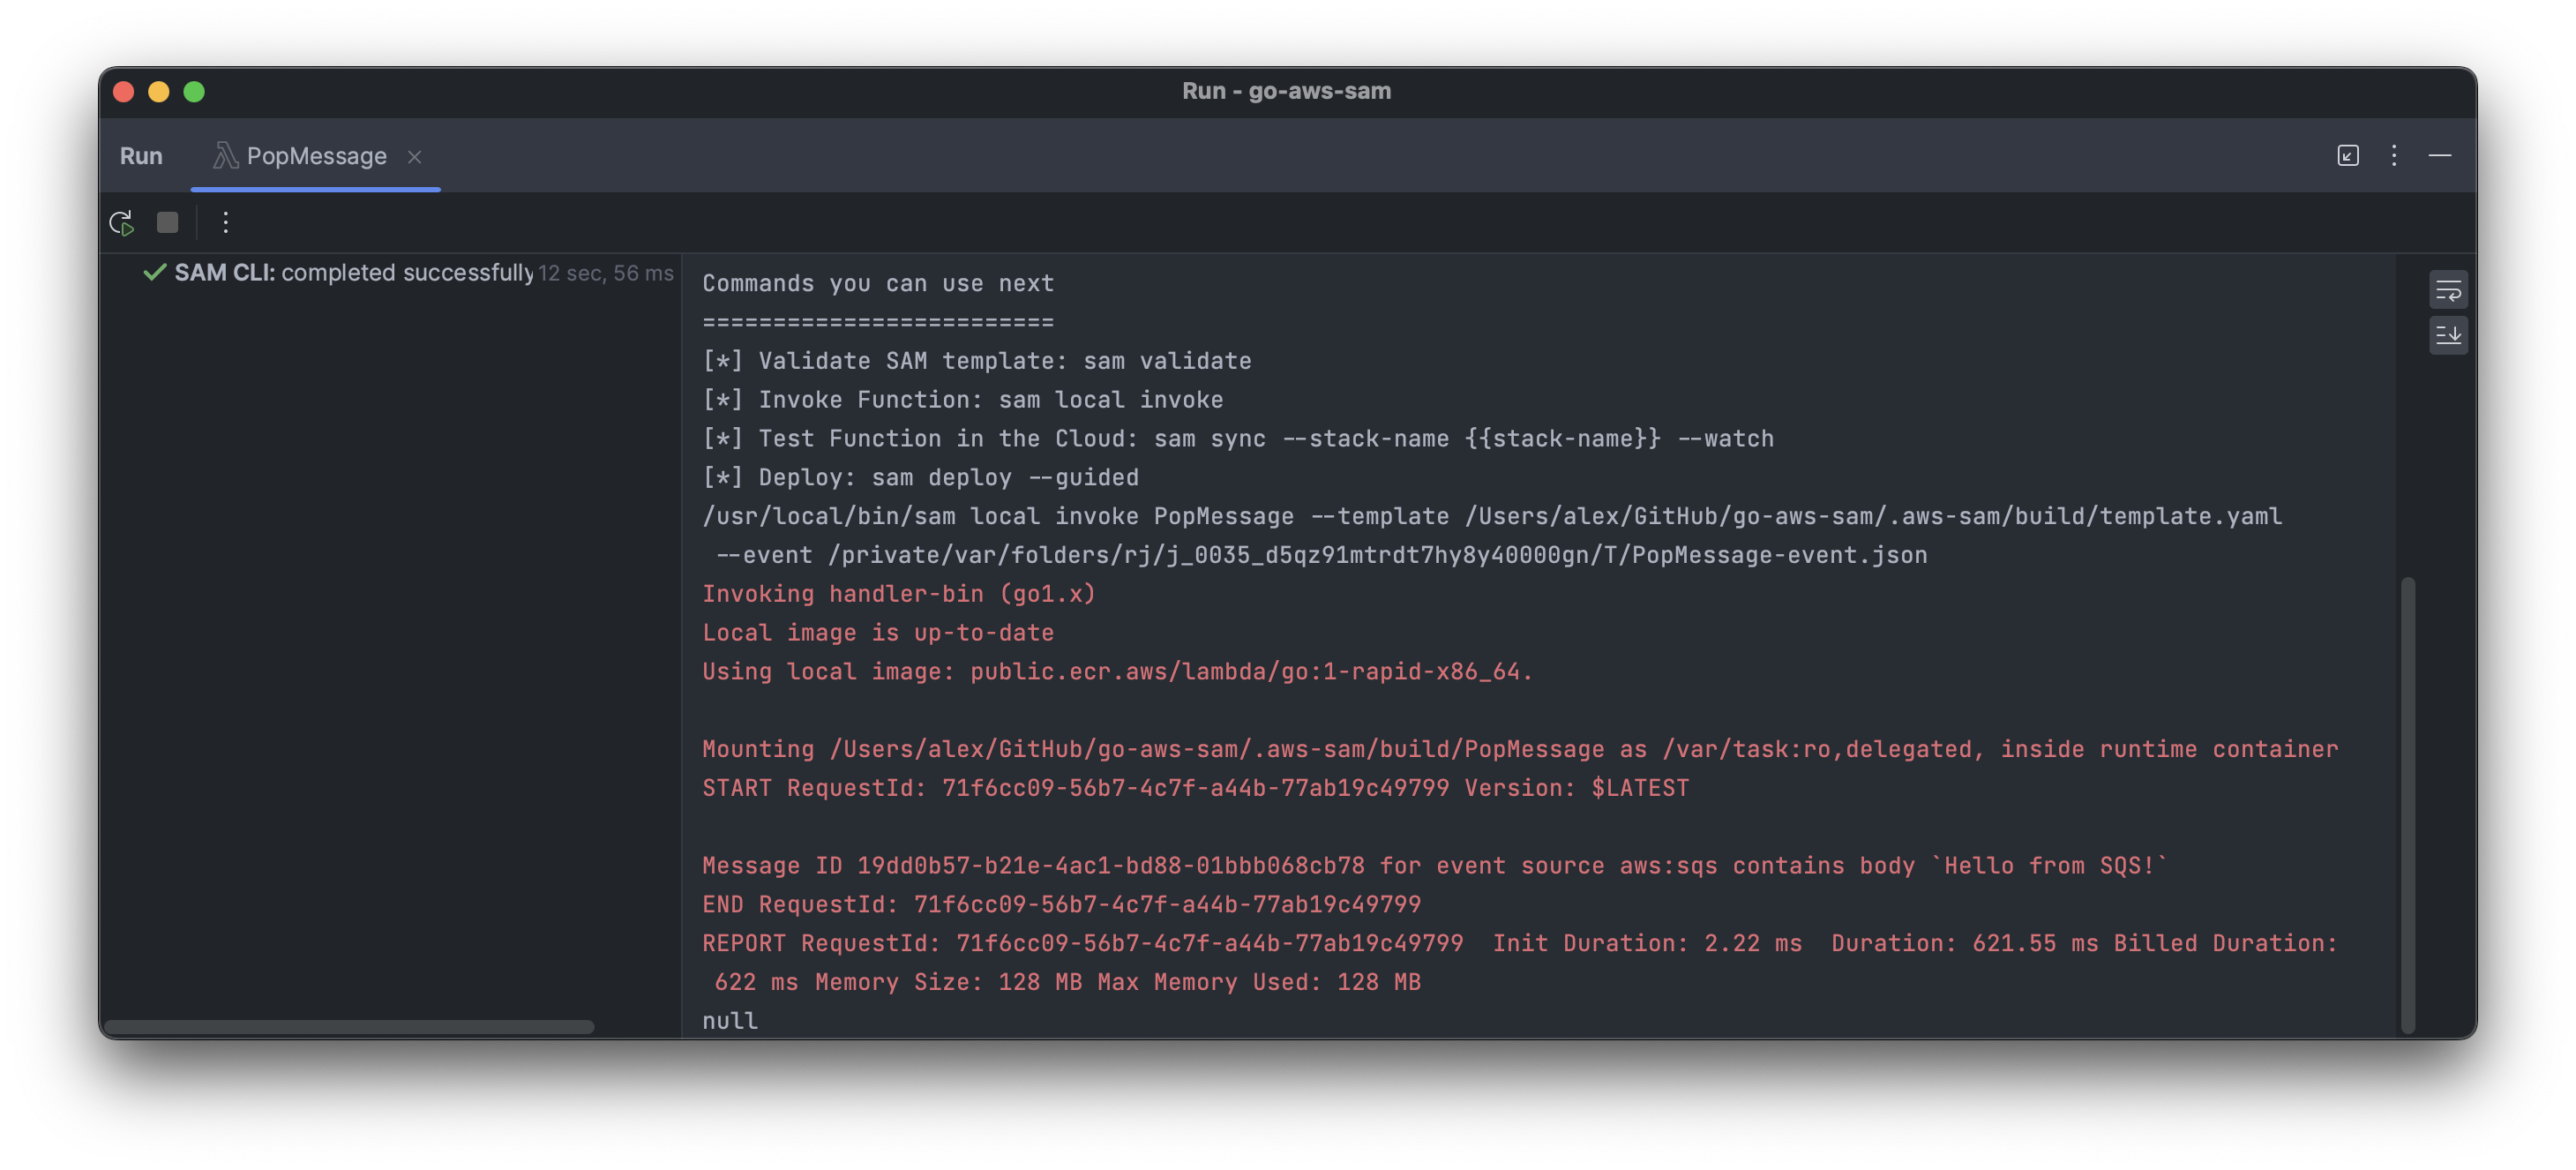 Run - go-aws-sam
Run
PopMessage
SAM CLI: completed successfully 12 sec, 56 ms
Commands you can use next
=========================
[*] Validate SAM template: sam validate
[*] Invoke Function: sam local invoke
[*] Test Function in the Cloud: sam sync --stack-name {{stack-name}} --watch
[*] Deploy: sam deploy --guided
/usr/local/bin/sam local invoke PopMessage --template /Users/alex/GitHub/go-aws-sam/.aws-sam/build/template.yaml
--event /private/var/folders/rj/j_0035_d5qz91mtrdt7hy8y40000gn/T/PopMessage-event.json
Invoking handler-bin (go1.x)
Local image is up-to-date
Using local image: public.ecr.aws/lambda/go:1-rapid-x86_64.
Mounting /Users/alex/GitHub/go-aws-sam/.aws-sam/build/PopMessage as /var/task:ro,delegated, inside runtime container
START RequestId: 71f6cc09-56b7-4c7f-a44b-77ab19c49799 Version: $LATEST
Message ID 19dd0b57-b21e-4ac1-bd88-01bbb068cb78 for event source aws:sqs contains body `Hello from SQS!`
END RequestId: 71f6cc09-56b7-4c7f-a44b-77ab19c49799
REPORT RequestId: 71f6cc09-56b7-4c7f-a44b-77ab19c49799  Init Duration: 2.22 ms  Duration: 621.55 ms Billed Duration:
622 ms Memory Size: 128 MB Max Memory Used: 128 MB
null